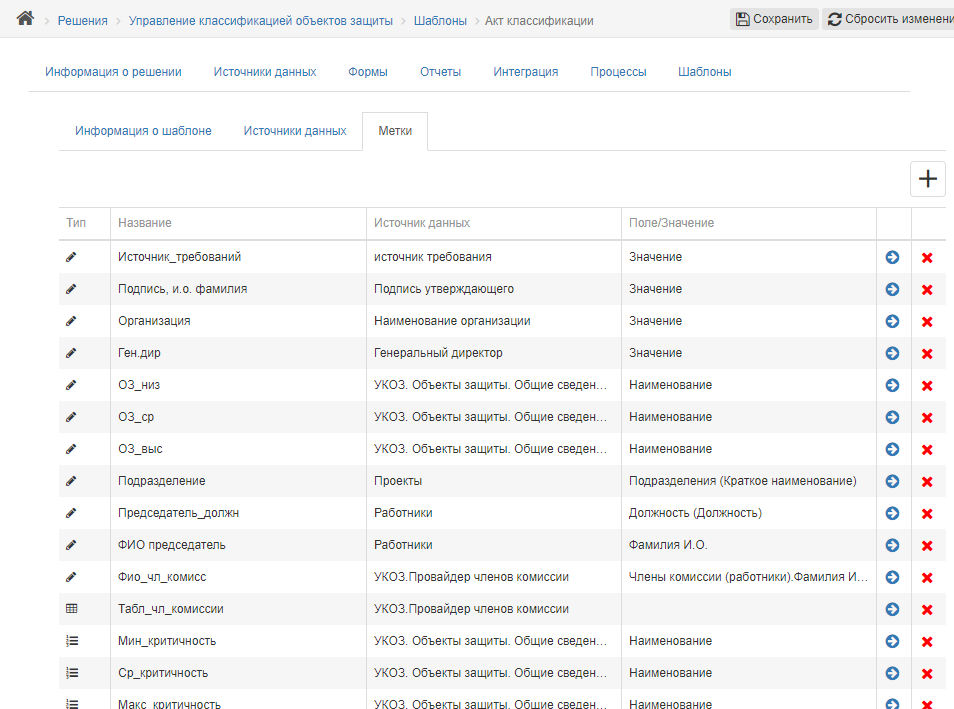 Решения Управление классификацией объектов защиты Шаблоны Акт классификации Сохранить Сбросить изменени
Информация о решении Источники данных Формы Отчеты Интеграция Процессы Шаблоны
Информация о шаблоне Источники данных Метки
Тип Название Источник данных Поле/Значение
Источник_требований источник требования Значение
Подпись, и.о. фамилия Подпись утверждающего Значение
Организация Наименование организации Значение
Ген.дир Генеральный директор Значение
ОЗ_низ УКОЗ. Объекты защиты. Общие сведен... Наименование
ОЗ_ср УКОЗ. Объекты защиты. Общие сведен... Наименование
ОЗ_выс УКОЗ. Объекты защиты. Общие сведен... Наименование
Подразделение Проекты Подразделения (Краткое наименование)
Председатель_должн Работники Должность (Должность)
ФИО председатель Работники Фамилия И.О.
Фио_чл_комисс УКОЗ.Провайдер членов комиссии Члены комиссии (работники).Фамилия И...
Табл_чл_комиссии УКОЗ.Провайдер членов комиссии
Мин_критичность УКОЗ. Объекты защиты. Общие сведен... Наименование
Ср_критичность УКОЗ. Объекты защиты. Общие сведен... Наименование
Макс_критичность УКОЗ. Объекты защиты. Общие сведен... Наименование